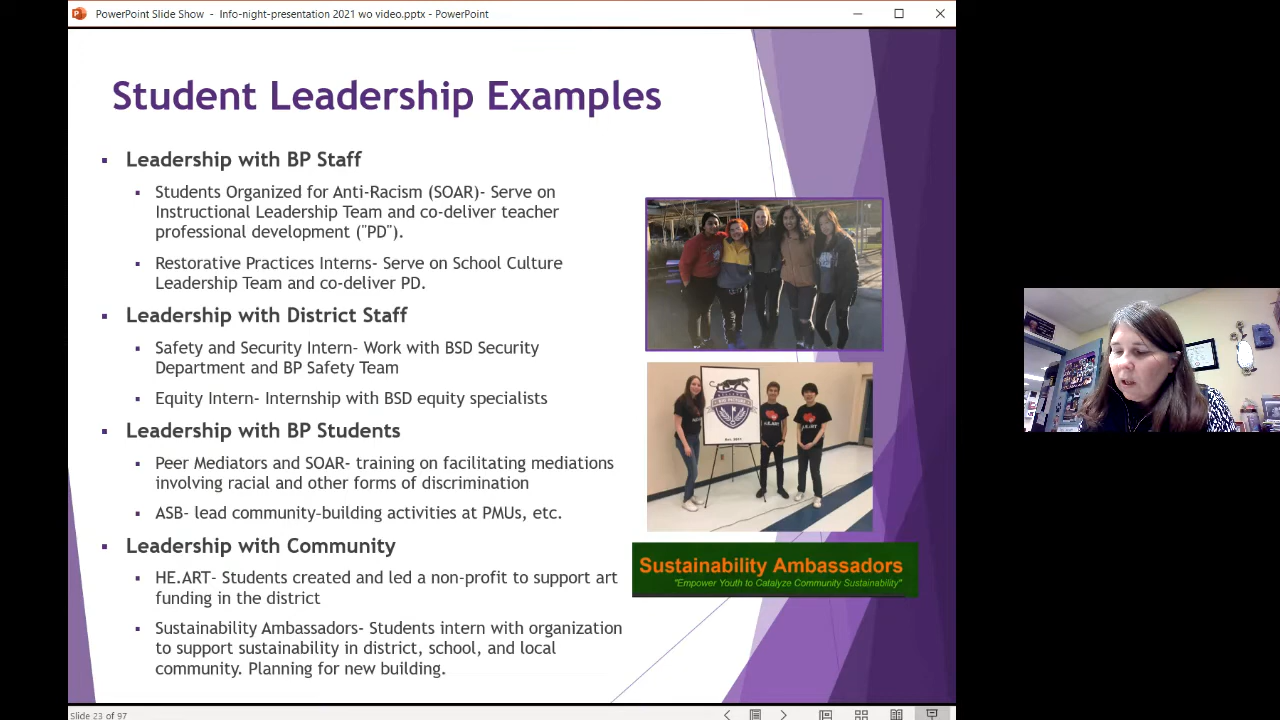 PowerPoint Slide Show - Info-night-presentation 2021 wo video.pptx - PowerPoint
Student Leadership Examples
Leadership with BP Staff
Students Organized for Anti-Racism (SOAR)- Serve on
Instructional Leadership Team and co-deliver teacher
professional development ("PD").
Restorative Practices Interns- Serve on School Culture
Leadership Team and co-deliver PD.
Leadership with District Staff
Safety and Security Intern- Work with BSD Security
Department and BP Safety Team
Equity Intern- Internship with BSD equity specialists
Leadership with BP Students
Peer Mediators and SOAR- training on facilitating mediations
involving racial and other forms of discrimination
ASB- lead community-building activities at PMUs, etc.
Leadership with Community
HE.ART- Students created and led a non-profit to support art
funding in the district
Sustainability Ambassadors- Students intern with organization
to support sustainability in district, school, and local
community. Planning for new building.
Sustainability Ambassadors
"Empower Youth to Catalyze Community Sustainability"
Slide 23 of 97